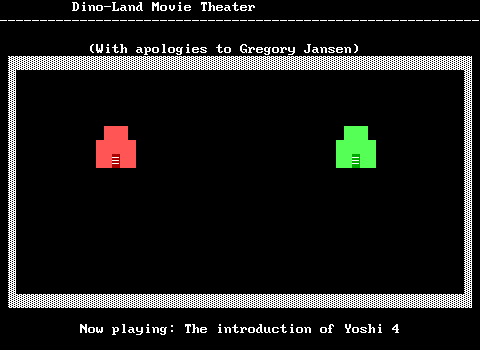 Dino-Land Movie Theater
(With apologies to Gregory Jansen)
Now playing: The introduction of Yoshi 4